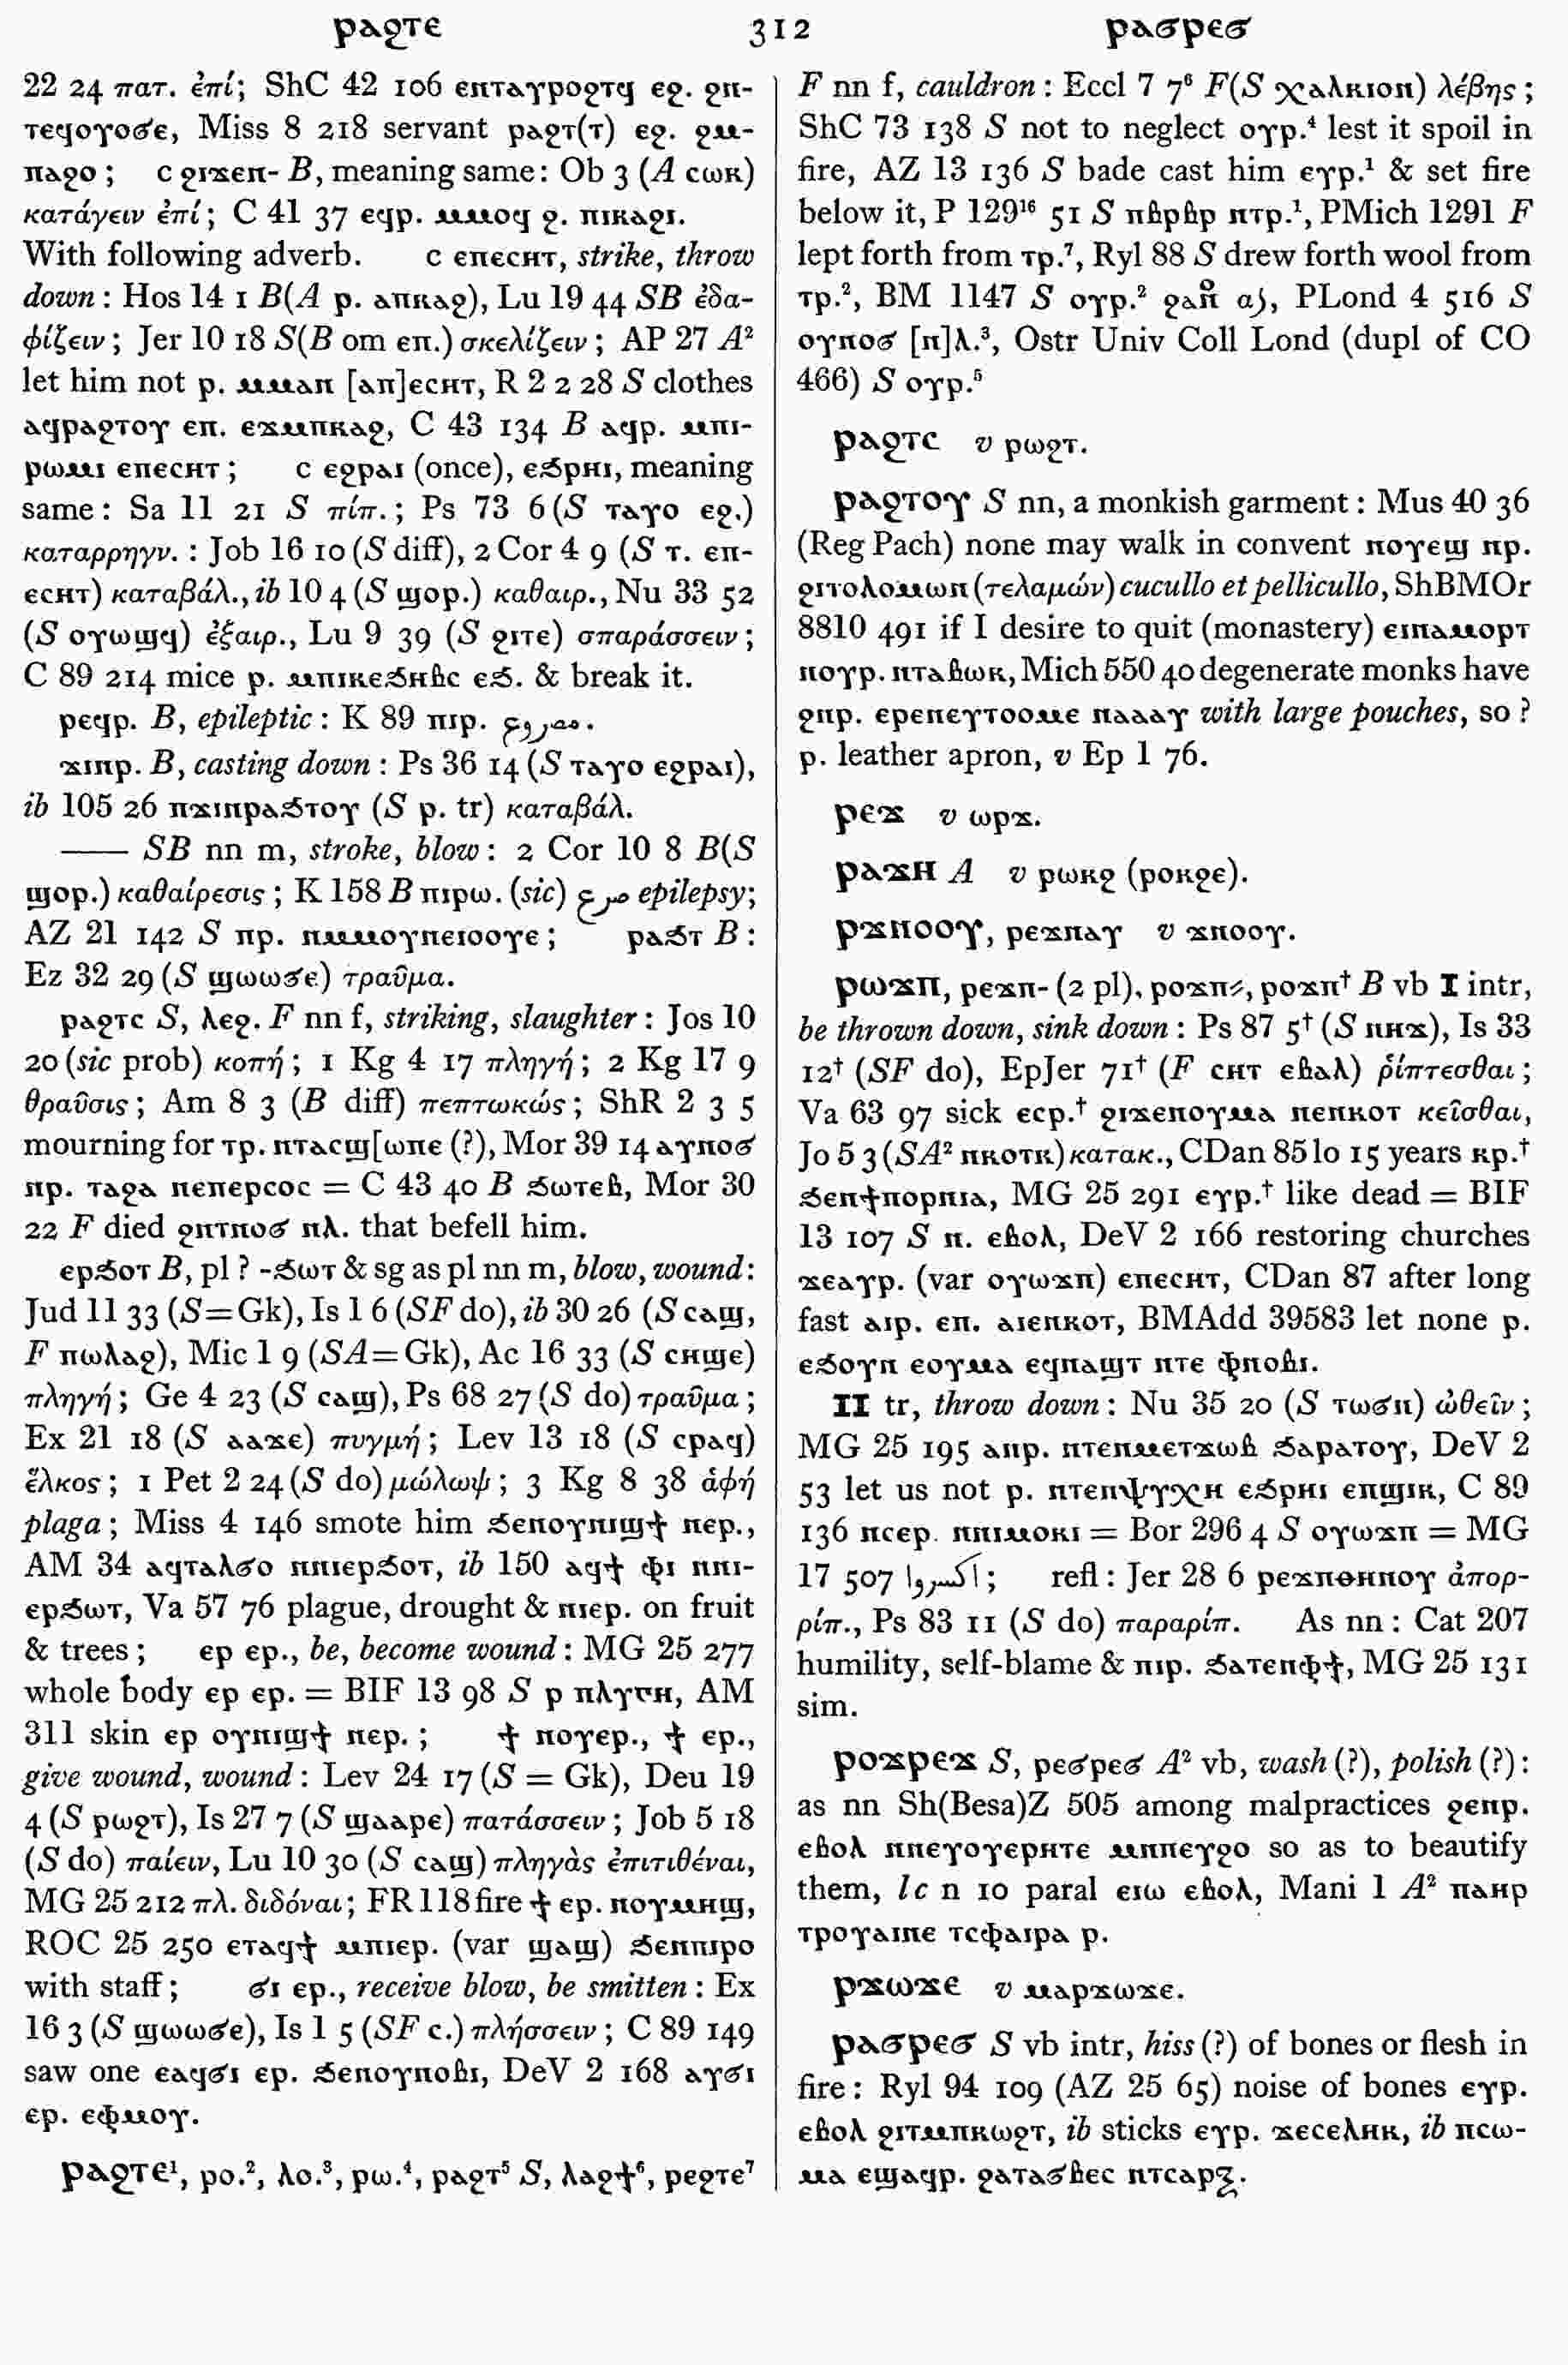 ⲣⲁϩⲧⲉ 312 ⲣⲁϭⲣⲉϭ
22 24 πατ. ἐπί; ShC 42 106 ⲉⲛⲧⲁⲩⲣⲟϩⲧϥ ⲉϩ. ϩⲛ-
ⲧⲉϥⲟⲩⲟϭⲉ, Miss 8 218 servant ⲣⲁϩⲧ(ⲧ) ⲉϩ. ϩⲙ-
ⲡⲁϩⲟ; c ϩⲓϫⲉⲛ- B, meaning same: Ob 3 (A ⲥⲱⲕ)
κατάγειν ἐπί; C 41 37 ⲉϥⲣ. ⲙⲙⲟϥ ϩ. ⲡⲓⲕⲁϩⲓ.
With following adverb. c ⲉⲡⲉⲥⲏⲧ, strike, throw
down: Hos 14 1 B(A ⲣ. ⲁⲡⲕⲁϩ), Lu 19 44 SB ἐδα-
φίζειν; Jer 10 18 S(B om ⲉⲡ.) σκελίζειν; AP 27 A²
let him not ⲣ. ⲙⲙⲁⲛ [ⲁⲡ]ⲉⲥⲏⲧ, R 2 2 28 S clothes
ⲁϥⲣⲁϩⲧⲟⲩ ⲉⲡ. ⲉϫⲙⲡⲕⲁϩ, C 43 134 B ⲁϥⲣ. ⲙⲡⲓ-
ⲣⲱⲙⲓ ⲉⲡⲉⲥⲏⲧ; c ⲉϩⲣⲁⲓ (once), ⲉϧⲣⲏⲓ, meaning
same: Sa 11 21 S πίπ.; Ps 73 6 (S ⲧⲁⲩⲟ ⲉϩ.)
καταρρηγν. : Job 16 10 (S diff), 2 Cor 4 9 (S ⲧ. ⲉⲡ-
ⲉⲥⲏⲧ) καταβάλ., ib 10 4 (S ϣⲟⲣ.) καθαιρ., Nu 33 52
(S ⲟⲩⲱϣϥ) ἐξαιρ., Lu 9 39 (S ϩⲓⲧⲉ) σπαράσσειν;
C 89 214 mice ⲣ. ⲙⲡⲓⲕⲉϧⲏⲃⲥ ⲉϧ. & break it.
ⲣⲉϥⲣ. B, epileptic: K 89 ⲡⲓⲣ. مصروع.
ϫⲓⲛⲣ. B, casting down: Ps 36 14 (S ⲧⲁⲩⲟ ⲉϩⲣⲁⲓ),
ib 105 26 ⲡϫⲓⲛⲣⲁϧⲧⲟⲩ (S ⲣ. tr) καταβάλ.
—— SB nn m, stroke, blow: 2 Cor 10 8 B(S
ϣⲟⲣ.) καθαίρεσις; K 158 B ⲡⲓⲣⲱ. (sic) صرع epilepsy;
AZ 21 142 S ⲡⲣ. ⲛⲙⲙⲟⲩⲛⲉⲓⲟⲟⲩⲉ; ⲣⲁϧⲧ B:
Ez 32 29 (S ϣⲱⲱϭⲉ) τραῦμα.
ⲣⲁϩⲧⲥ S, ⲗⲉϩ. F nn f, striking, slaughter: Jos 10
20 (sic prob) κοπή; 1 Kg 4 17 πληγή; 2 Kg 17 9
θραῦσις; Am 8 3 (B diff) πεπτωκώς; ShR 2 3 5
mourning for ⲧⲣ. ⲛⲧⲁⲥϣ[ⲱⲡⲉ (?), Mor 39 14 ⲁⲩⲛⲟϭ
ⲛⲣ. ⲧⲁϩⲁ ⲛⲉⲡⲉⲣⲥⲟⲥ = C 43 40 B ϧⲱⲧⲉⲃ, Mor 30
22 F died ϩⲛⲧⲛⲟϭ ⲛⲗ. that befell him.
ⲉⲣϧⲟⲧ B, pl ? -ϧⲱⲧ & sg as pl nn m, blow, wound:
Jud 11 33 (S=Gk), Is 1 6 (SF do), ib 30 26 (S ⲥⲁϣ,
F ⲡⲱⲗⲁϩ), Mic 1 9 (SA=Gk), Ac 16 33 (S ⲥⲏϣⲉ)
πληγή; Ge 4 23 (S ⲥⲁϣ), Ps 68 27 (S do) τραῦμα;
Ex 21 18 (S ⲁⲁϫⲉ) πυγμή; Lev 13 18 (S ⲥⲣⲁϥ)
ἕλκος; 1 Pet 2 24 (S do) μώλωψ; 3 Kg 8 38 ἀφή
plaga; Miss 4 146 smote him ϧⲉⲛⲟⲩⲛⲓϣϯ ⲛⲉⲣ.,
AM 34 ⲁϥⲧⲁⲗϭⲟ ⲛⲛⲓⲉⲣϧⲟⲧ, ib 150 ⲁϥϯ ⲫⲓ ⲛⲛⲓ-
ⲉⲣϧⲱⲧ, Va 57 76 plague, drought & ⲡⲓⲉⲣ. on fruit
& trees; ⲉⲣ ⲉⲣ., be, become wound: MG 25 277
whole body ⲉⲣ ⲉⲣ. = BIF 13 98 S ⲣ ⲡⲗⲩⲅⲏ, AM
311 skin ⲉⲣ ⲟⲩⲛⲓϣϯ ⲛⲉⲣ.; ϯ ⲛⲟⲩⲉⲣ., ϯ ⲉⲣ.,
give wound, wound: Lev 24 17 (S = Gk), Deu 19
4 (S ⲣⲱϩⲧ), Is 27 7 (S ϣⲁⲁⲣⲉ) πατάσσειν; Job 5 18
(S do) παίειν, Lu 10 30 (S ⲥⲁϣ) πληγὰς ἐπιτιθέναι,
MG 25 212 πλ. διδόναι; FR 118 fire ϯ ⲉⲣ. ⲛⲟⲩⲙⲏϣ,
ROC 25 250 ⲉⲧⲁϥϯ ⲙⲡⲓⲉⲣ. (var ϣⲁϣ) ϧⲉⲛⲡⲓⲣⲟ
with staff; ϭⲓ ⲉⲣ., receive blow, be smitten: Ex
16 3 (S ϣⲱⲱϭⲉ), Is 1 5 (SF ⲥ.) πλήσσειν; C 89 149
saw one ⲉⲁϥϭⲓ ⲉⲣ. ϧⲉⲛⲟⲩⲛⲟⲃⲓ, DeV 2 168 ⲁⲩϭⲓ
ⲉⲣ. ⲉⲫⲙⲟⲩ.
ⲣⲁϩⲧⲉ¹, ⲣⲟ.², ⲗⲟ.³, ⲣⲱ.⁴, ⲣⲁϩⲧ⁵ S, ⲗⲁϩϯ⁶, ⲣⲉϩⲧⲉ⁷
F nn f, cauldron: Eccl 7 7⁶ F(S ⲭⲁⲗⲕⲓⲟⲛ) λέβης;
ShC 73 138 S not to neglect ⲟⲩⲣ.⁴ lest it spoil in
fire, AZ 13 136 S bade cast him ⲉⲩⲣ.¹ & set fire
below it, P 129¹⁶ 51 S ⲡⲃⲣⲃⲣ ⲛⲧⲣ.¹, PMich 1291 F
lept forth from ⲧⲣ.⁷, Ryl 88 S drew forth wool from
ⲧⲣ.², BM 1147 S ⲟⲩⲣ.² αʃ, PLond 4 516 S
ⲟⲩⲛⲟϭ [ⲛ]ⲗ.³, Ostr Univ Coll Lond (dupl of CO
466) S ⲟⲩⲣ.⁵
ⲣⲁϩⲧⲥ v ⲣⲱϩⲧ.
ⲣⲁϩⲧⲟⲩ S nn, a monkish garment: Mus 40 36
(Reg Pach) none may walk in convent ⲛⲟⲩⲉϣ ⲛⲣ.
ϩⲓⲧⲟⲗⲟⲙⲱⲛ (τελαμών) cucullo et pellicullo, ShBMOr
8810 491 if I desire to quit (monastery) ⲉⲓⲛⲁⲙⲟⲣⲧ
ⲛⲟⲩⲣ. ⲛⲧⲁⲃⲱⲕ, Mich 550 40 degenerate monks have
ϩⲛⲣ. ⲉⲣⲉⲛⲉⲩⲧⲟⲟⲙⲉ ⲛⲁⲁⲁⲩ with large pouches, so ?
ⲣ. leather apron, v Ep 1 76.
ⲣⲉϫ v ⲱⲣϫ.
ⲣⲁϫⲏ A v ⲣⲱⲕϩ (ⲣⲟⲕϩⲉ).
ⲣϫⲛⲟⲟⲩ, ⲣⲉϫⲛⲁⲩ v ϫⲛⲟⲟⲩ.
ⲣⲱϫⲡ, ⲣⲉϫⲡ- (2 pl), ⲣⲟϫⲡ⸗, ⲣⲟϫⲡ† B vb I intr,
be thrown down, sink down: Ps 87 5† (S ⲛⲏϫ), Is 33
12† (SF do), EpJer 71† (F ⲥⲏⲧ ⲉⲃⲁⲗ) ῥίπτεσθαι;
Va 63 97 sick ⲉⲥⲣ.† ϩⲓϫⲉⲛⲟⲩⲙⲁ ⲛⲉⲛⲕⲟⲧ κεῖσθαι,
Jo 5 3 (SA² ⲛⲕⲟⲧⲕ) κατακ., CDan 85 lo 15 years ⲕⲣ.†
ϧⲉⲛϯⲡⲟⲣⲛⲓⲁ, MG 25 291 ⲉⲩⲣ.† like dead = BIF
13 107 S ⲡ. ⲉⲃⲟⲗ, DeV 2 166 restoring churches
ϫⲉⲁⲩⲣ. (var ⲟⲩⲱϫⲡ) ⲉⲡⲉⲥⲏⲧ, CDan 87 after long
fast ⲁⲓⲣ. ⲉⲡ. ⲁⲓⲉⲛⲕⲟⲧ, BMAdd 39583 let none ⲣ.
ⲉϧⲟⲩⲛ ⲉⲟⲩⲙⲁ ⲉϥⲛⲁϣⲧ ⲛⲧⲉ ⲫⲛⲟⲃⲓ.
II tr, throw down: Nu 35 20 (S ⲧⲱϭⲛ) ὠθεῖν;
MG 25 195 ⲁⲛⲣ. ⲛⲧⲉⲛⲙⲉⲧϫⲱⲃ ϧⲁⲣⲁⲧⲟⲩ, DeV 2
53 let us not ⲣ. ⲛⲧⲉⲛⲯⲩⲭⲏ ⲉϧⲣⲏⲓ ⲉⲡϣⲓⲕ, C 89
136 ⲛⲥⲉⲣ. ⲛⲛⲓⲙⲟⲕⲓ = Bor 296 4 S ⲟⲩⲱϫⲡ = MG
17 507 اكسروا; refl: Jer 28 6 ⲣⲉϫⲡⲑⲏⲛⲟⲩ ἀπορ-
ρίπ., Ps 83 11 (S do) παραρίπ. As nn: Cat 207
humility, self-blame & ⲡⲓⲣ. ϧⲁⲧⲉⲛⲫϯ, MG 25 131
sim.
ⲣⲟϫⲣⲉϫ S, ⲣⲉϭⲣⲉϭ A² vb, wash (?), polish (?):
as nn Sh(Besa)Z 505 among malpractices ϩⲉⲛⲣ.
ⲉⲃⲟⲗ ⲛⲛⲉⲩⲟⲩⲉⲣⲏⲧⲉ ⲙⲛⲛⲉⲩϩⲟ so as to beautify
them, lc n 10 paral ⲉⲓⲱ ⲉⲃⲟⲗ, Mani 1 A² ⲡⲁⲏⲣ
ⲧⲣⲟⲩⲁⲓⲛⲉ ⲧⲥⲫⲁⲓⲣⲁ ⲣ.
ⲣϫⲱϫⲉ v ⲙⲁⲣϫⲱϫⲉ.
ⲣⲁϭⲣⲉϭ S vb intr, hiss (?) of bones or flesh in
fire: Ryl 94 109 (AZ 25 65) noise of bones ⲉⲩⲣ.
ⲉⲃⲟⲗ ϩⲓⲧⲙⲡⲕⲱϩⲧ, ib sticks ⲉⲩⲣ. ϫⲉⲥⲉⲗⲏⲕ, ib ⲡⲥⲱ-
ⲙⲁ ⲉϣⲁϥⲣ. ϩⲁⲧⲁϭⲃⲉⲥ ⲛⲧⲥⲁⲣⲝ.